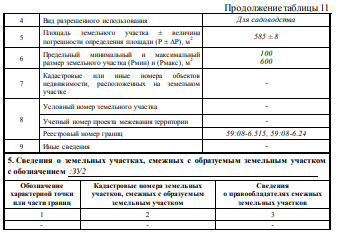 Продолжение таблицы 11
4 Вид разрешенного использования Для садоводства
5 Площадь земельного участка ± величина погрешности определения площади (P ± ΔP), м² 585 ± 8
6 Предельный минимальный и максимальный размер земельного участка (Pмин) и (Pмакс), м² 100 600
7 Кадастровые или иные номера объектов недвижимости, расположенных на земельном участке -
8 Условный номер земельного участка -
Учетный номер проекта межевания территории -
Реестровый номер границ 59:08-6.515, 59:08-6.24
9 Иные сведения -
5. Сведения о земельных участках, смежных с образуемым земельным участком
с обозначением :ЗУ2
Обозначение характерной точки или части границ
Кадастровые номера земельных участков, смежных с образуемым земельным участком
Сведения о правообладателях смежных земельных участков
1 2 3
- - -